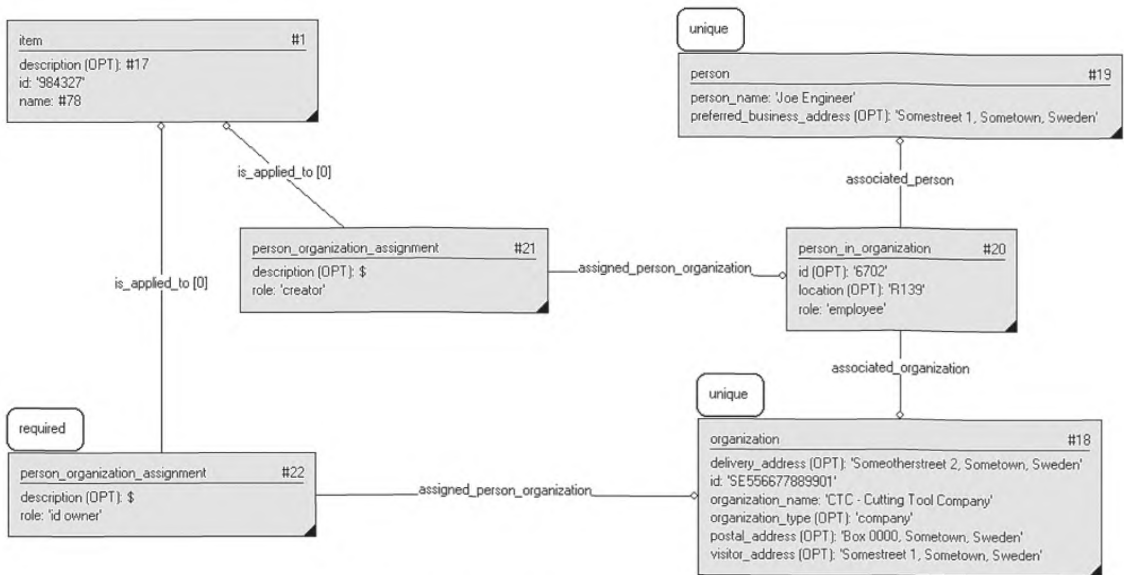 item #1
description (OPT): #17
id: '984327'
name: #78
unique
person #19
person_name: 'Joe Engineer'
preferred_business_address (OPT): 'Somestreet 1, Sometown, Sweden'
is_applied_to [0]
associated_person
person_organization_assignment #21
description (OPT): $
role: 'creator'
assigned_person_organization
person_in_organization #20
id (OPT): '6702'
location (OPT): 'R139'
role: 'employee'
is_applied_to [0]
associated_organization
required
person_organization_assignment #22
description (OPT): $
role: 'id owner'
assigned_person_organization
unique
organization #18
delivery_address (OPT): 'Someotherstreet 2, Sometown, Sweden'
id: 'SE556677889901'
organization_name: 'CTC - Cutting Tool Company'
organization_type (OPT): 'company'
postal_address (OPT): 'Box 0000, Sometown, Sweden'
visitor_address (OPT): 'Somestreet 1, Sometown, Sweden'